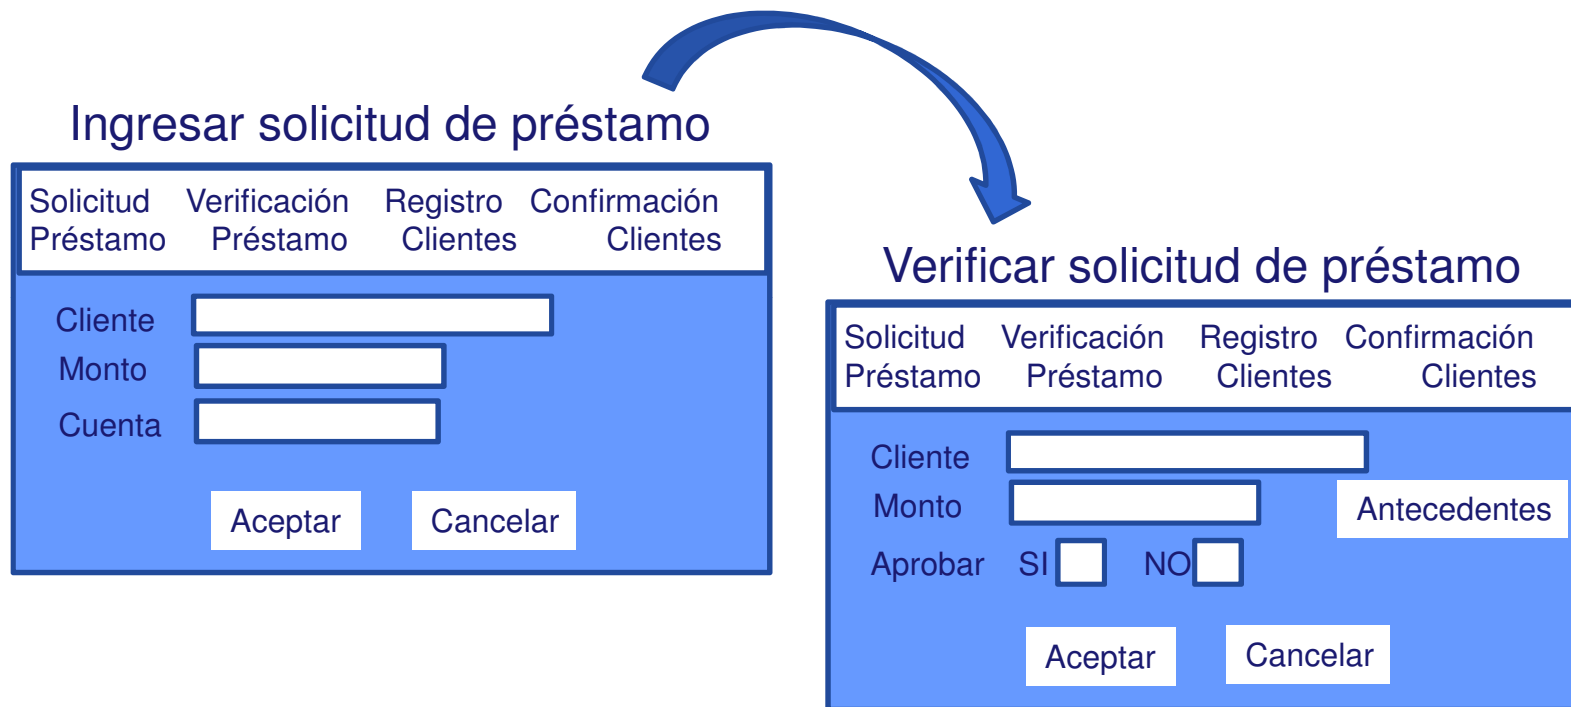 Ingresar solicitud de préstamo
Solicitud Verificación Registro Confirmación
Préstamo Préstamo Clientes Clientes
Cliente
Monto
Cuenta
Aceptar Cancelar
Verificar solicitud de préstamo
Solicitud Verificación Registro Confirmación
Préstamo Préstamo Clientes Clientes
Cliente
Monto Antecedentes
Aprobar SI NO
Aceptar Cancelar